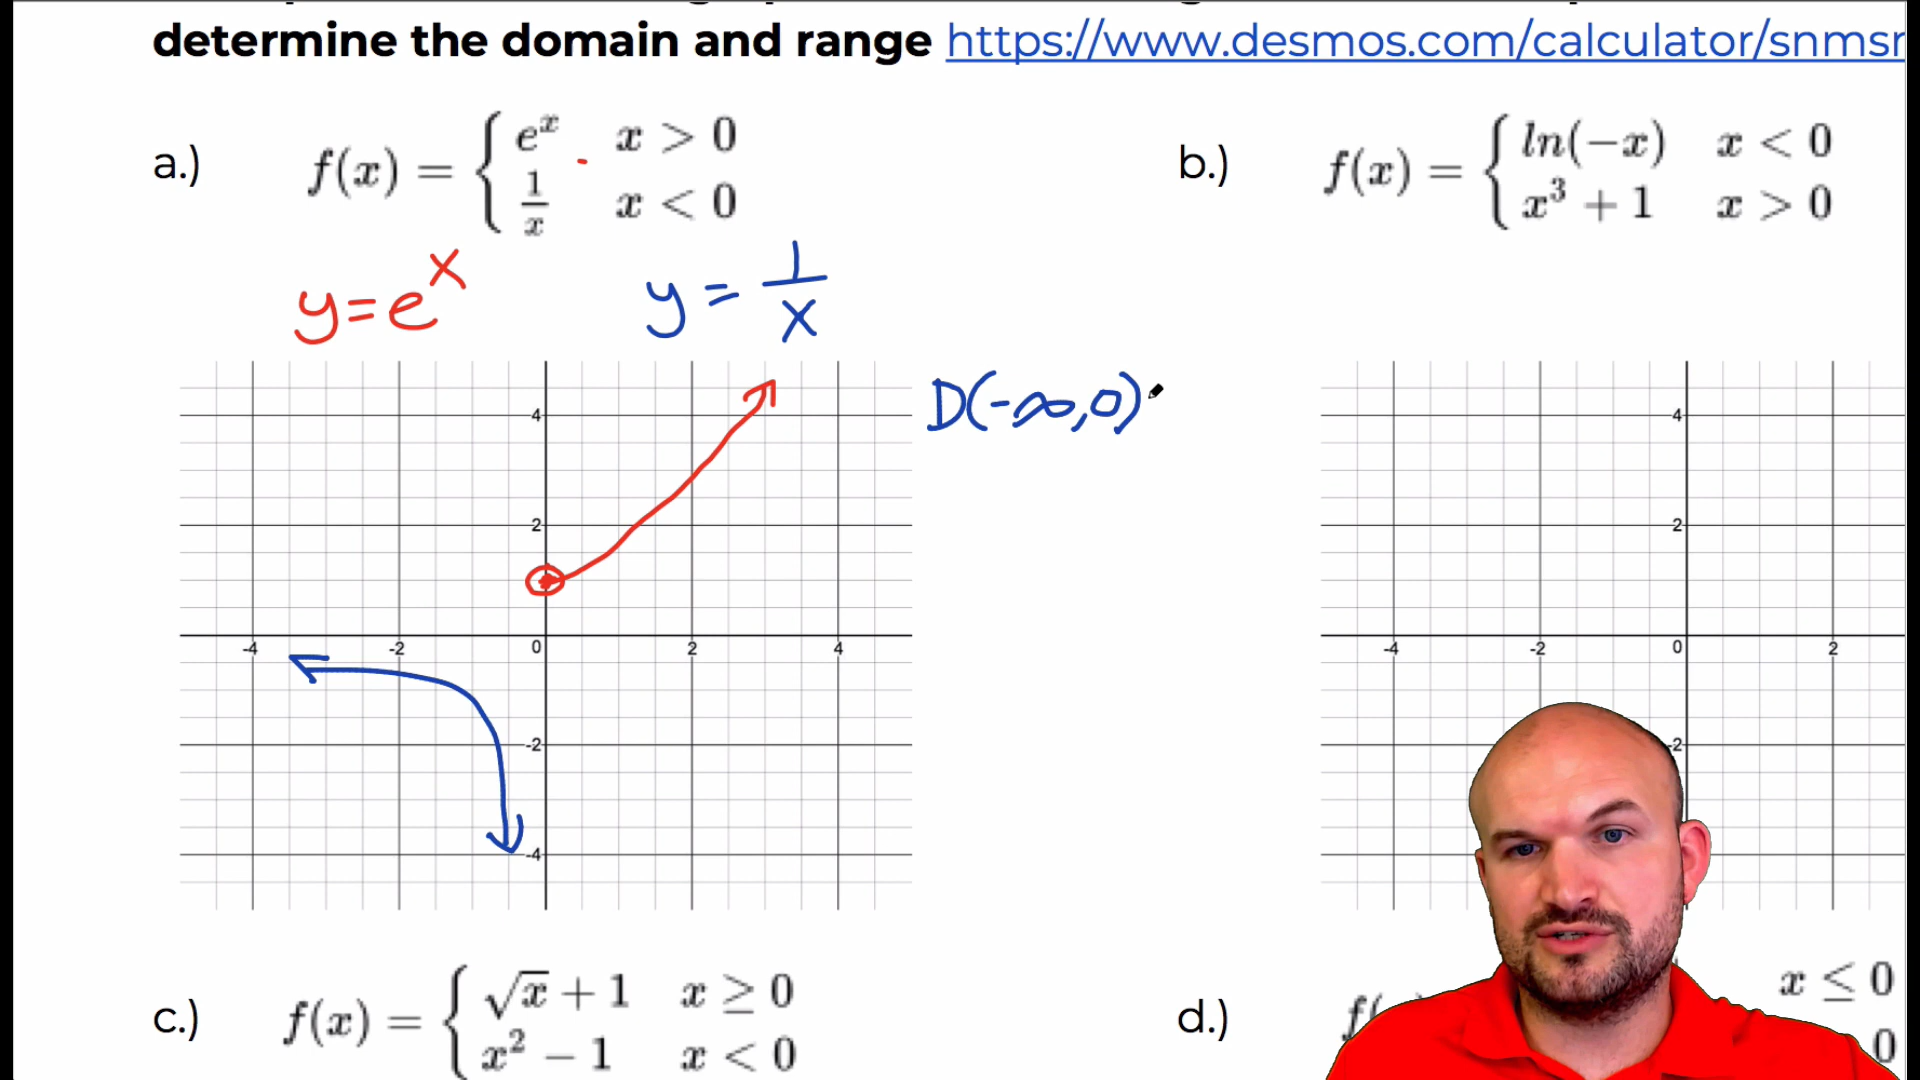 determine the domain and range https://www.desmos.com/calculator/snmsr
a.) f(x) = { e^x x > 0
1/x x < 0
b.) f(x) = { ln(−x) x < 0
x³ + 1 x > 0
y=e^x y = 1/x
D(-∞,0)
4
2
-4 -2 0 2 4
-2
-4
4
2
-4 -2 0 2
-2
c.) f(x) = { √x + 1 x ≥ 0
x² − 1 x < 0
d.) f( x ≤ 0
0